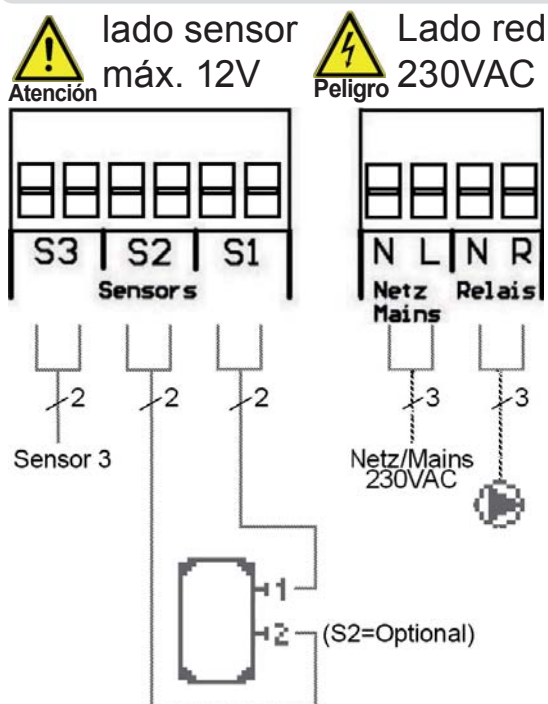 lado sensor
máx. 12V
Atención
Lado red
230VAC
Peligro
S3 S2 S1
Sensors
N L N R
Netz Relais
Mains
2 2 2 3 3
Sensor 3
Netz/Mains
230VAC
1
2 (S2=Optional)